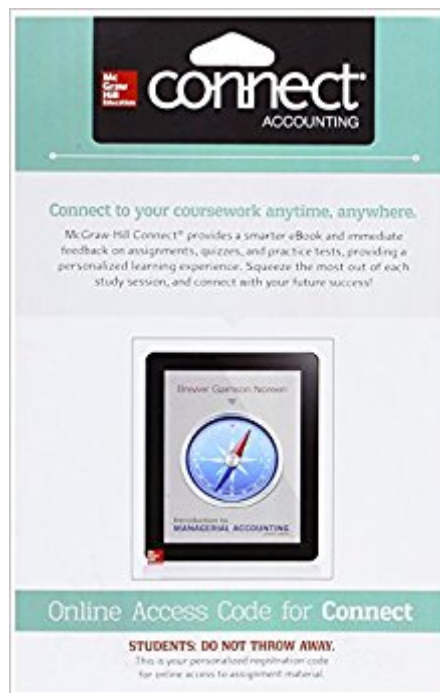 Mc
Graw
Hill
Education
connect®
ACCOUNTING
Connect to your coursework anytime, anywhere.
McGraw-Hill Connect® provides a smarter eBook and immediate
feedback on assignments, quizzes, and practice tests, providing a
personalized learning experience. Squeeze the most out of each
study session, and connect with your future success!
Brewer Garrison Noreen
Introduction to
MANAGERIAL ACCOUNTING
Online Access Code for Connect
STUDENTS: DO NOT THROW AWAY.
This is your personalized registration code
for online access to assignment material.